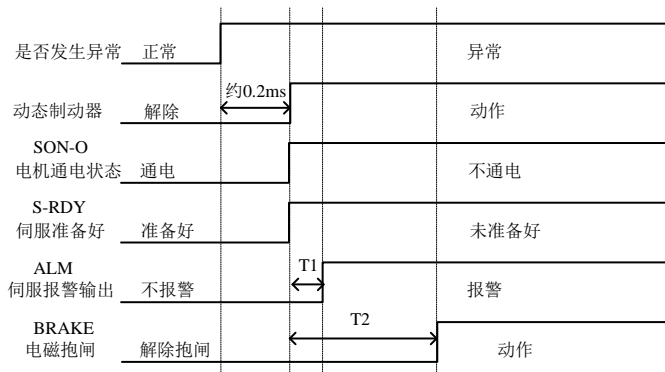 是否发生异常 正常 异常
约0.2ms
动态制动器 解除 动作
SON-O
电机通电状态 通电 不通电
S-RDY
伺服准备好 准备好 未准备好
ALM T1
伺服报警输出 不报警 报警
BRAKE T2
电磁抱闸 解除抱闸 动作